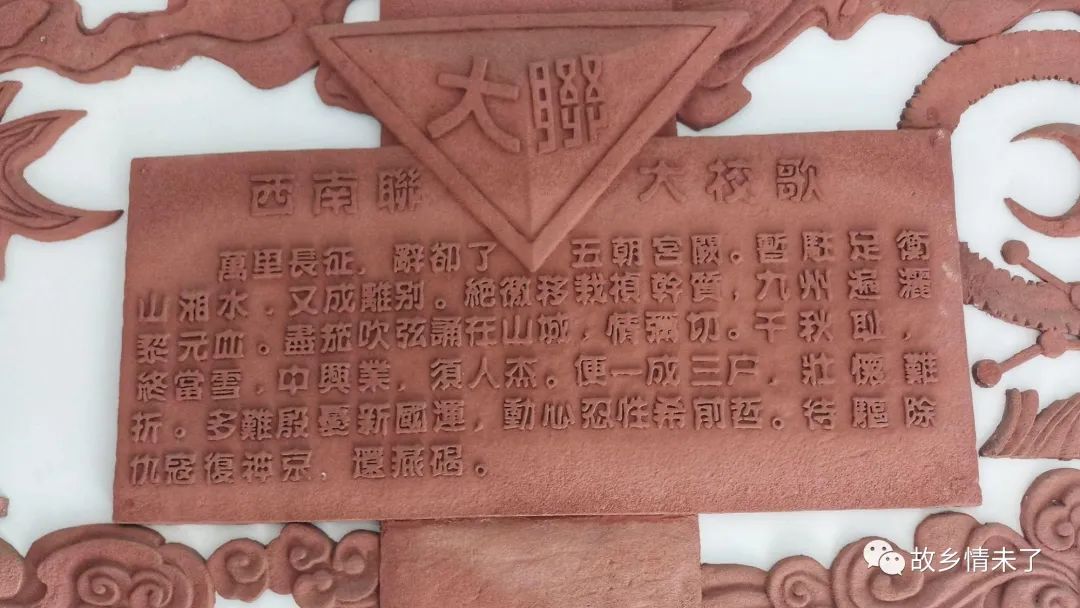 大聯
西南聯 大校歌
萬里長征，辭卻了 五朝宮闕。暫駐足衡
山湘水，又成離别。絶徼移栽楨幹質，九州遍灑
黎元血。盡笳吹弦誦在山城，情彌切。千秋恥，
終當雪，中興業，須人杰。便一成三户，壯懷難
折。多難殷憂新國運，動心忍性希前哲。待驅除
仇寇復神京，還燕碣。
故乡情未了